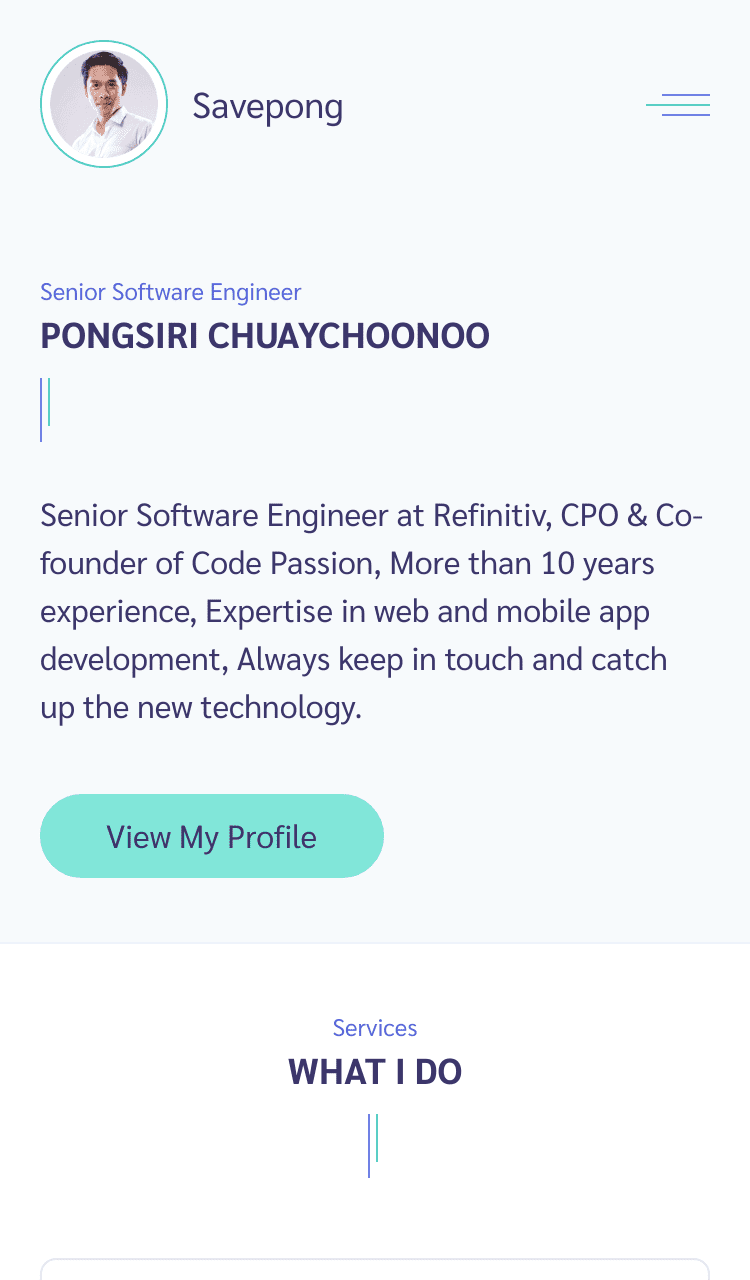 Savepong
Senior Software Engineer
PONGSIRI CHUAYCHOONOO
Senior Software Engineer at Refinitiv, CPO & Co-
founder of Code Passion, More than 10 years
experience, Expertise in web and mobile app
development, Always keep in touch and catch
up the new technology.
View My Profile
Services
WHAT I DO